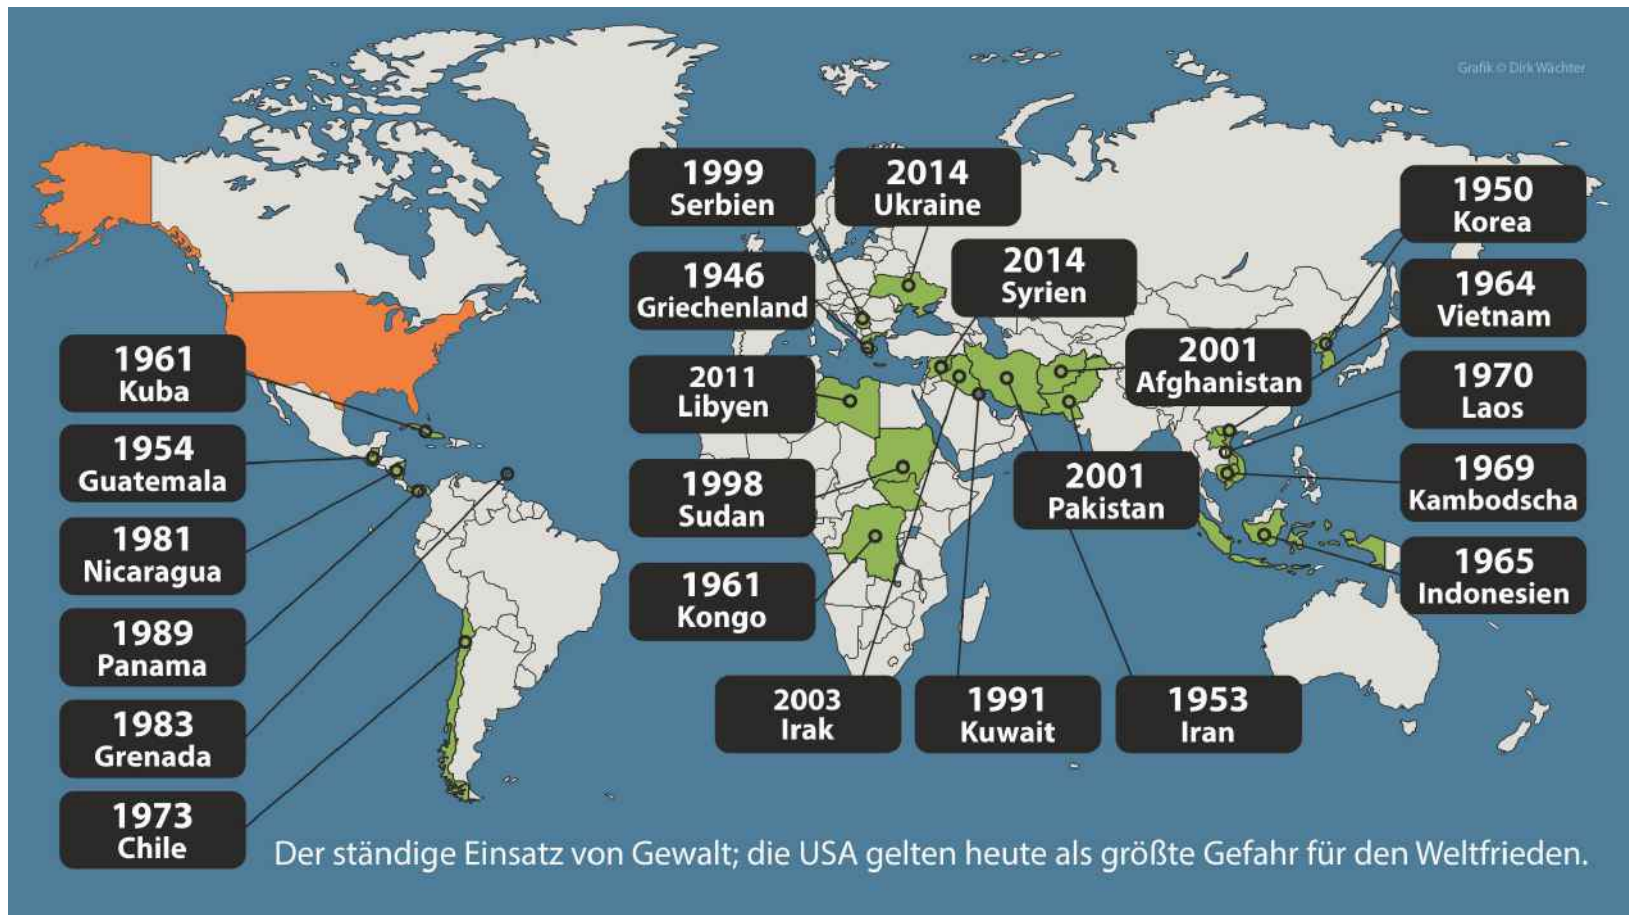 Grafik © Dirk Wächter
1999
Serbien
2014
Ukraine
1950
Korea
1946
Griechenland
2014
Syrien
1964
Vietnam
1961
Kuba
2011
Libyen
2001
Afghanistan
1970
Laos
1954
Guatemala
1998
Sudan
2001
Pakistan
1969
Kambodscha
1981
Nicaragua
1961
Kongo
1965
Indonesien
1989
Panama
2003
Irak
1991
Kuwait
1953
Iran
1983
Grenada
1973
Chile
Der ständige Einsatz von Gewalt; die USA gelten heute als größte Gefahr für den Weltfrieden.